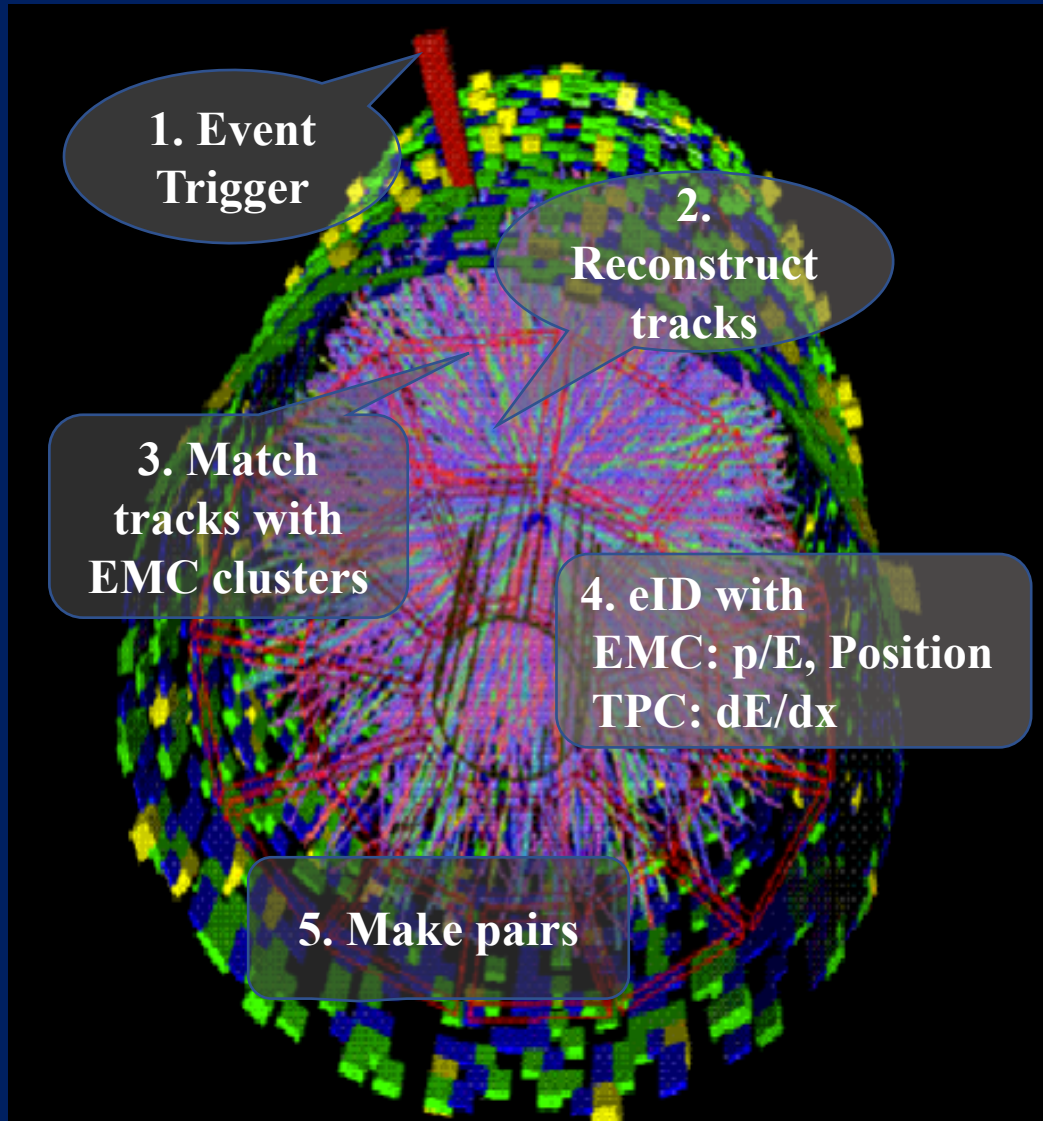 1. Event
Trigger
2.
Reconstruct
tracks
3. Match
tracks with
EMC clusters
4. eID with
EMC: p/E, Position
TPC: dE/dx
5. Make pairs